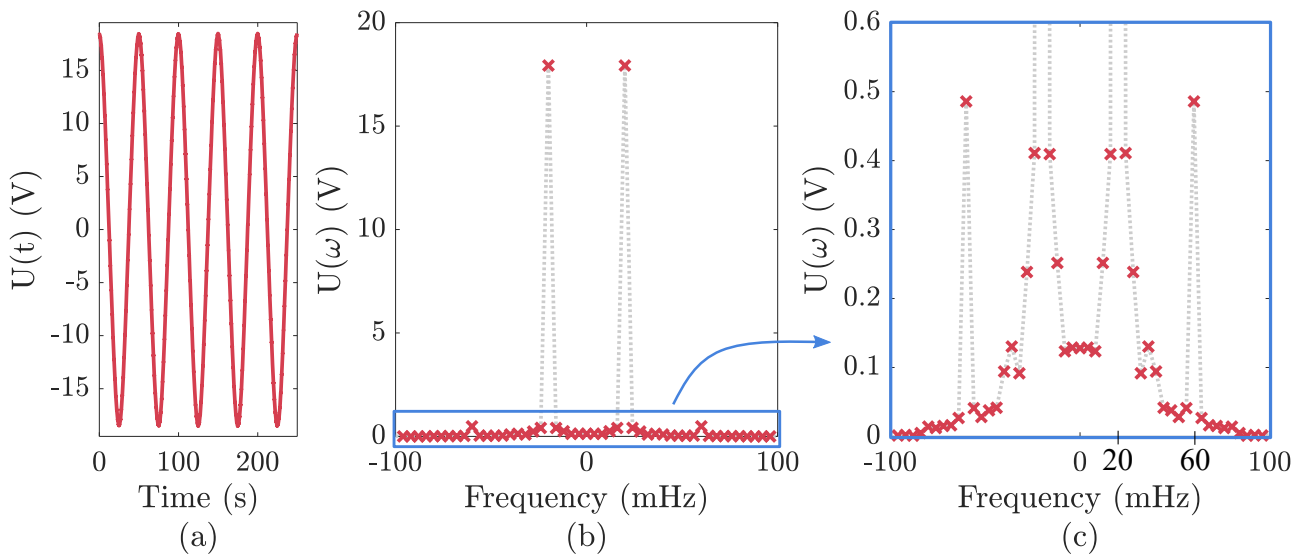 U(t) (V)
15
10
5
0
-5
-10
-15
0 100 200
Time (s)
(a)
U(ω) (V)
20
15
10
5
0
-100 0 100
Frequency (mHz)
(b)
U(ω) (V)
0.6
0.5
0.4
0.3
0.2
0.1
0
-100 0 20 60 100
Frequency (mHz)
(c)